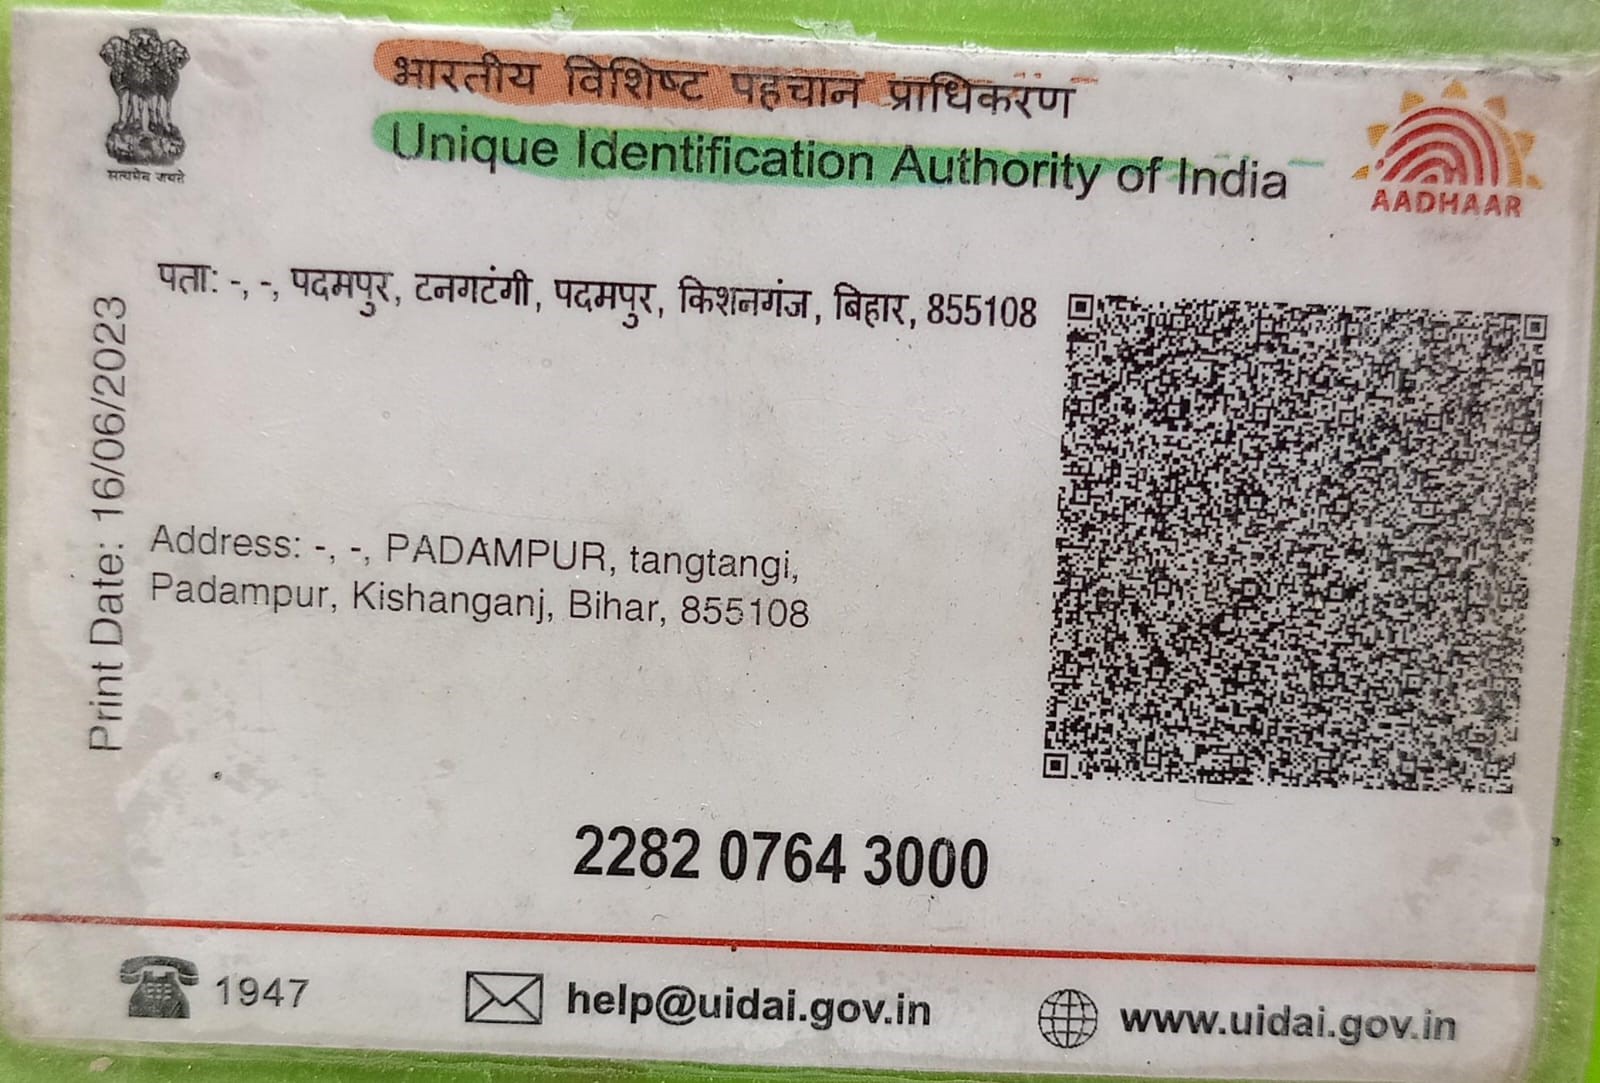 भारतीय विशिष्ट पहचान प्राधिकरण
Unique Identification Authority of India
सत्यमेव जयते
AADHAAR
पता: -, -, पदमपुर, टनगटंगी, पदमपुर, किशनगंज, बिहार, 855108
Print Date: 16/06/2023
Address: -, -, PADAMPUR, tangtangi,
Padampur, Kishanganj, Bihar, 855108
2282 0764 3000
1947
help@uidai.gov.in
www.uidai.gov.in